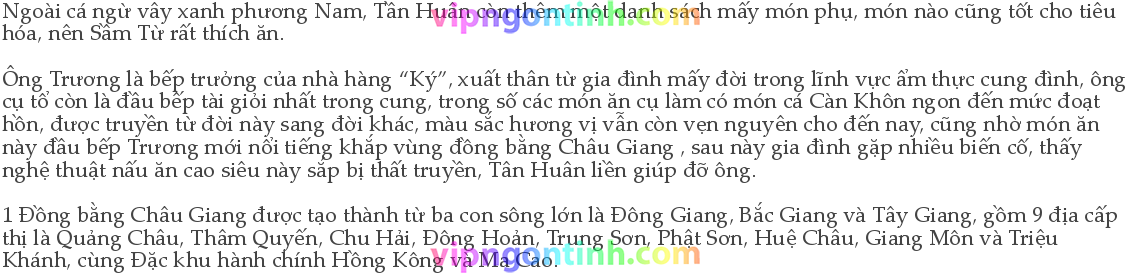 Ngoài cá ngừ vây xanh phương Nam, Tần Huân còn thêm một danh sách mấy món phụ, món nào cũng tốt cho tiêu
vipngontinh.com
hóa, nên Sầm Từ rất thích ăn.
Ông Trương là bếp trưởng của nhà hàng “Ký”, xuất thân từ gia đình mấy đời trong lĩnh vực ẩm thực cung đình, ông
cụ tổ còn là đầu bếp tài giỏi nhất trong cung, trong số các món ăn cụ làm có món cá Càn Khôn ngon đến mức đoạt
hồn, được truyền từ đời này sang đời khác, màu sắc hương vị vẫn còn vẹn nguyên cho đến nay, cũng nhờ món ăn
này đầu bếp Trương mới nổi tiếng khắp vùng đồng bằng Châu Giang , sau này gia đình gặp nhiều biến cố, thấy
nghệ thuật nấu ăn cao siêu này sắp bị thất truyền, Tân Huân liền giúp đỡ ông.
1 Đồng bằng Châu Giang được tạo thành từ ba con sông lớn là Đông Giang, Bắc Giang và Tây Giang, gồm 9 địa cấp
thị là Quảng Châu, Thâm Quyến, Chu Hải, Đông Hoản, Trung Sơn, Phật Sơn, Huệ Châu, Giang Môn và Triệu
Khánh, cùng Đặc khu hành chính Hồng Kông và Ma Cao.
vipngontinh.com